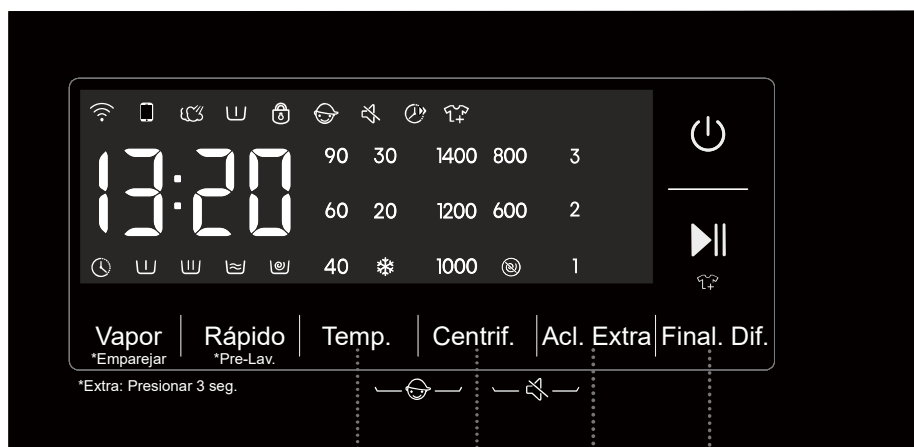 13:20
90 30 1400 800 3
60 20 1200 600 2
40 1000 1
Vapor Rápido Temp. Centrif. Acl. Extra Final. Dif.
*Emparejar *Pre-Lav.
*Extra: Presionar 3 seg.